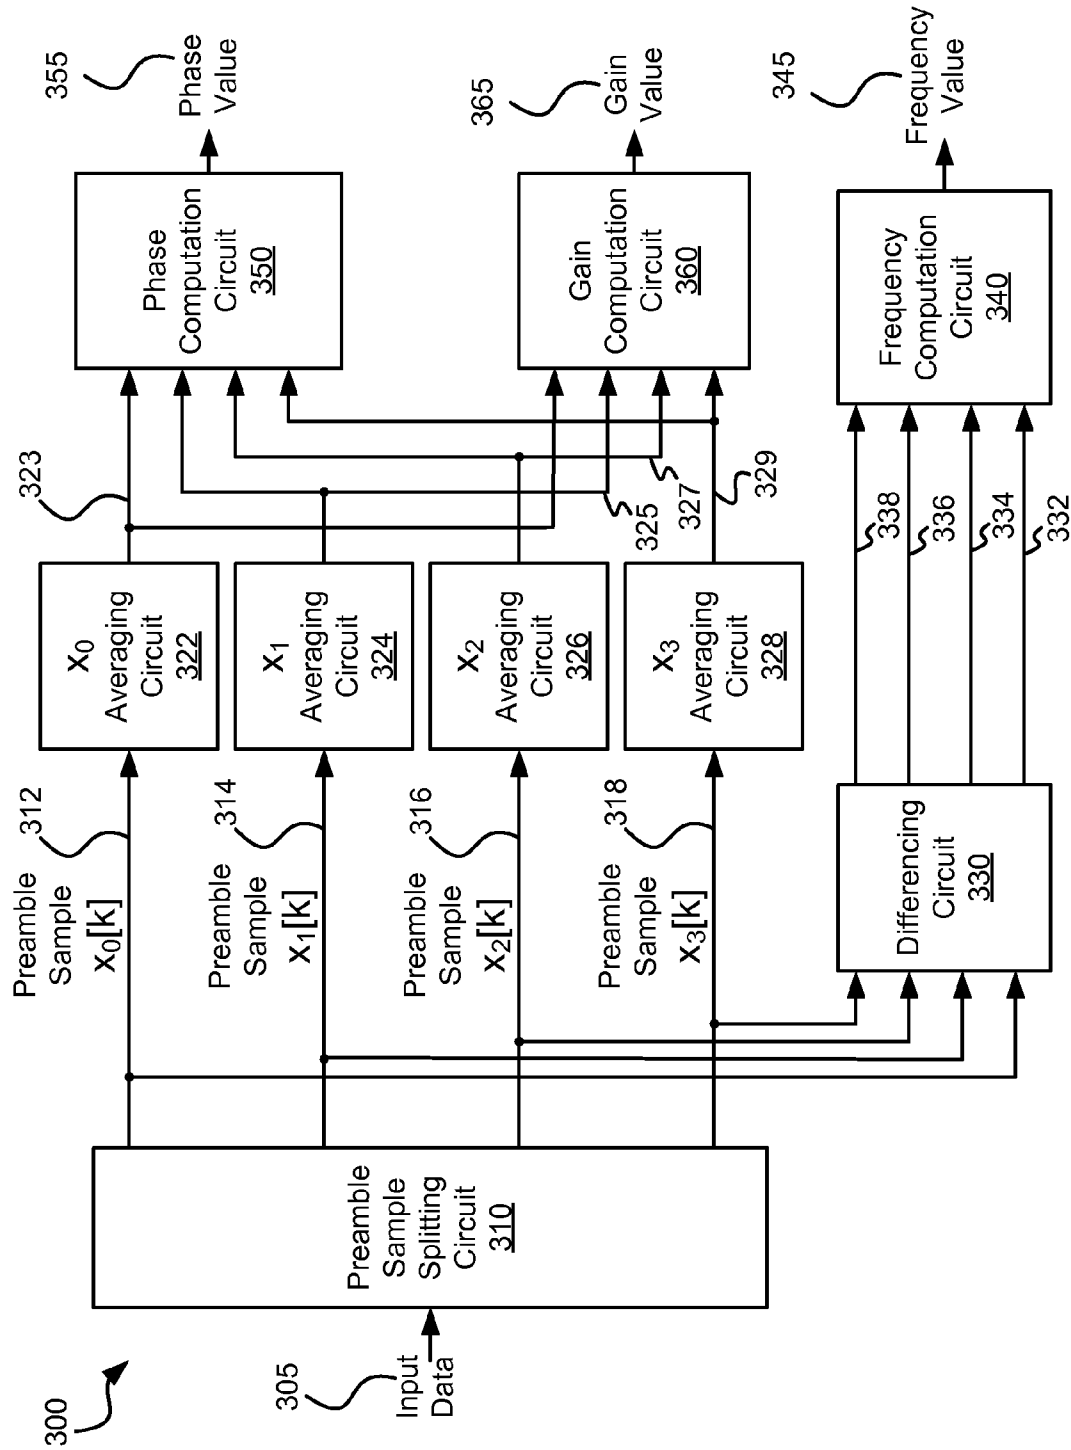 300
305
Input
Data
Preamble
Sample
Splitting
Circuit
310
Preamble
Sample
x0[k]
312
Preamble
Sample
x1[k]
314
Preamble
Sample
x2[k]
316
Preamble
Sample
x3[k]
318
x0
Averaging
Circuit
322
x1
Averaging
Circuit
324
x2
Averaging
Circuit
326
x3
Averaging
Circuit
328
Differencing
Circuit
330
323
325
327
329
338
336
334
332
Phase
Computation
Circuit
350
Gain
Computation
Circuit
360
Frequency
Computation
Circuit
340
355
Phase
Value
365
Gain
Value
345
Frequency
Value